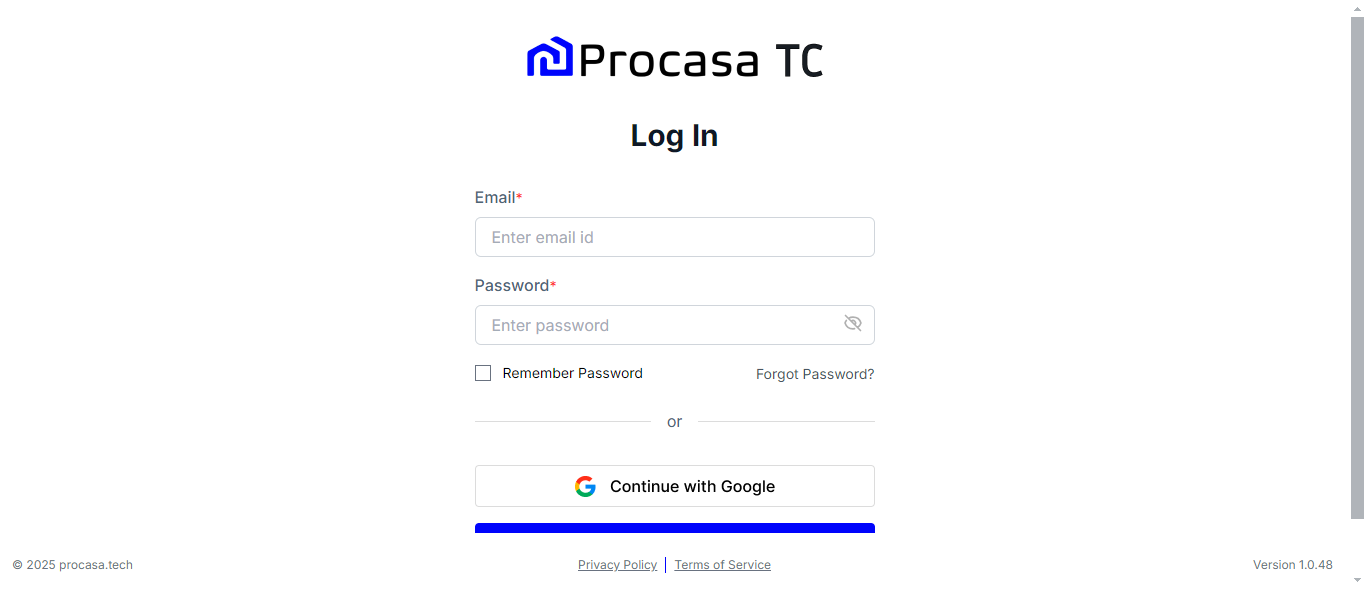 Procasa TC
Log In
Email*
Enter email id
Password*
Enter password
Remember Password
Forgot Password?
or
Continue with Google
© 2025 procasa.tech
Privacy Policy
Terms of Service
Version 1.0.48